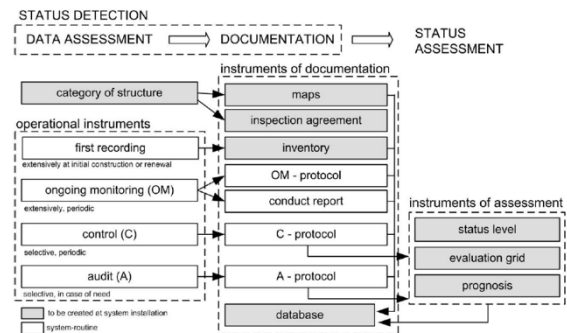 STATUS DETECTION
DATA ASSESSMENT
DOCUMENTATION
STATUS
ASSESSMENT
instruments of documentation
category of structure
maps
inspection agreement
operational instruments
first recording
inventory
extensively at initial construction or renewal
OM - protocol
ongoing monitoring (OM)
extensively, periodic
conduct report
instruments of assessment
control (C)
C - protocol
status level
selective, periodic
evaluation grid
audit (A)
A - protocol
prognosis
selective, in case of need
database
to be created at system installation
system-routine